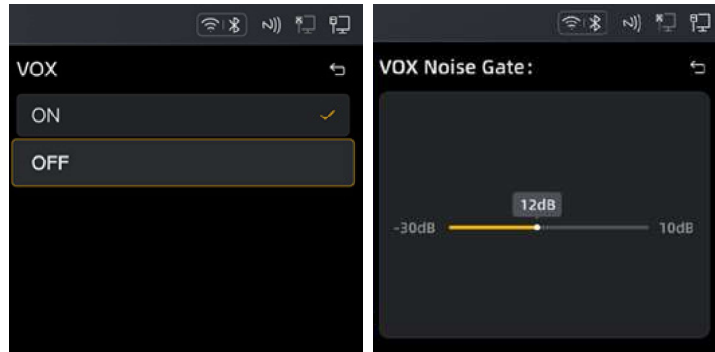 VOX
ON
OFF
VOX Noise Gate:
12dB
-30dB
10dB